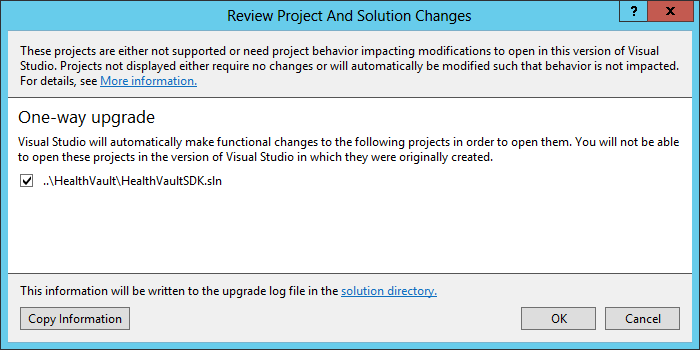 Review Project And Solution Changes
? x
These projects are either not supported or need project behavior impacting modifications to open in this version of Visual
Studio. Projects not displayed either require no changes or will automatically be modified such that behavior is not impacted.
For details, see More information.
One-way upgrade
Visual Studio will automatically make functional changes to the following projects in order to open them. You will not be able
to open these projects in the version of Visual Studio in which they were originally created.
..\HealthVault\HealthVaultSDK.sln
This information will be written to the upgrade log file in the solution directory.
Copy Information OK Cancel